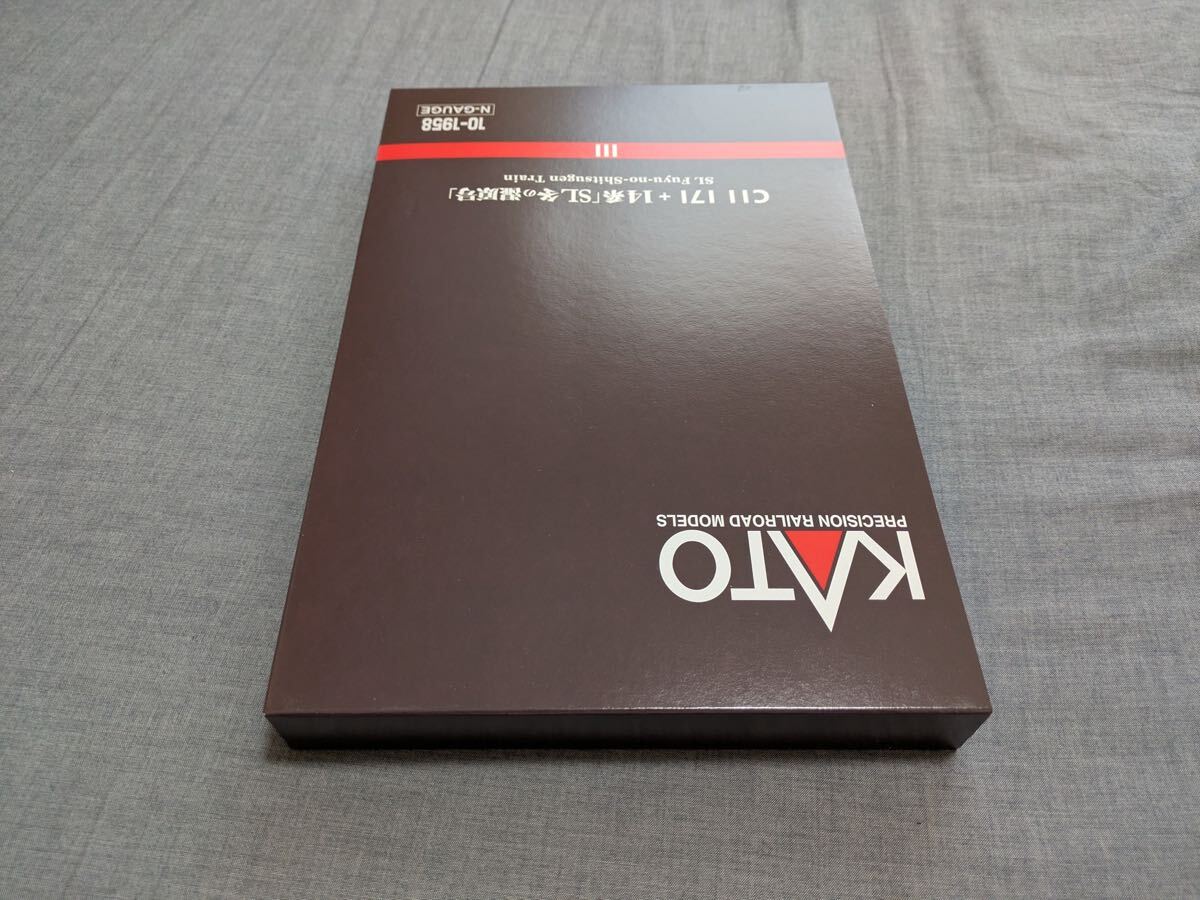 KATO
PRECISION RAILROAD MODELS
C11 171 + 14系「SL冬の湿原号」
SL Fuyu-no-Shitsugen Train
10-1958
N-GAUGE